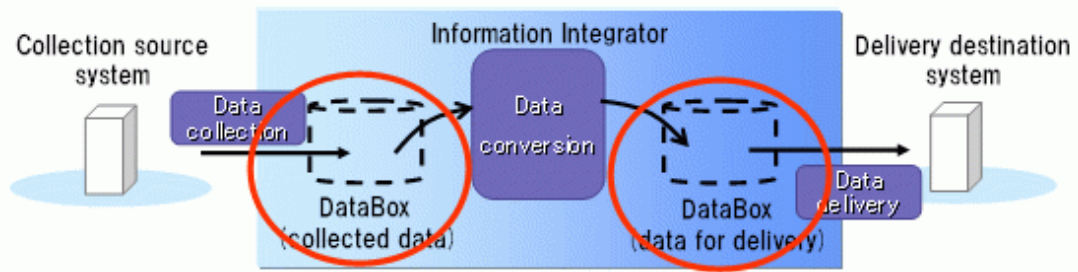 Collection source
system
Data
collection
DataBox
(collected data)
Information Integrator
Data
conversion
DataBox
(data for delivery)
Data
delivery
Delivery destination
system